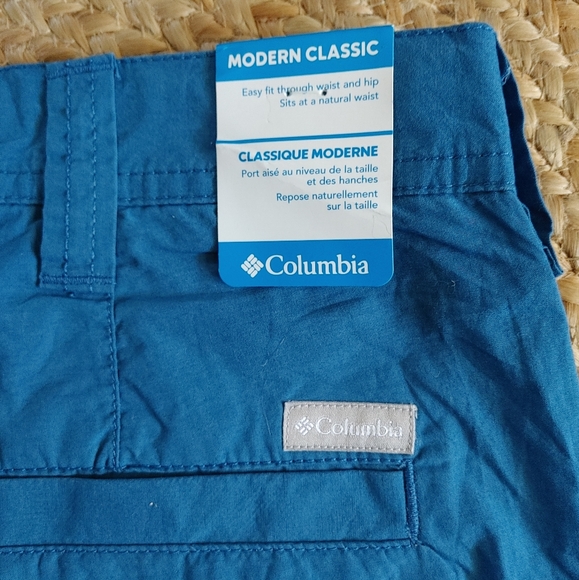 MODERN CLASSIC
Easy fit through waist and hip
Sits at a natural waist
CLASSIQUE MODERNE
Port aisé au niveau de la taille
et des hanches
Repose naturellement
sur la taille
Columbia
Columbia